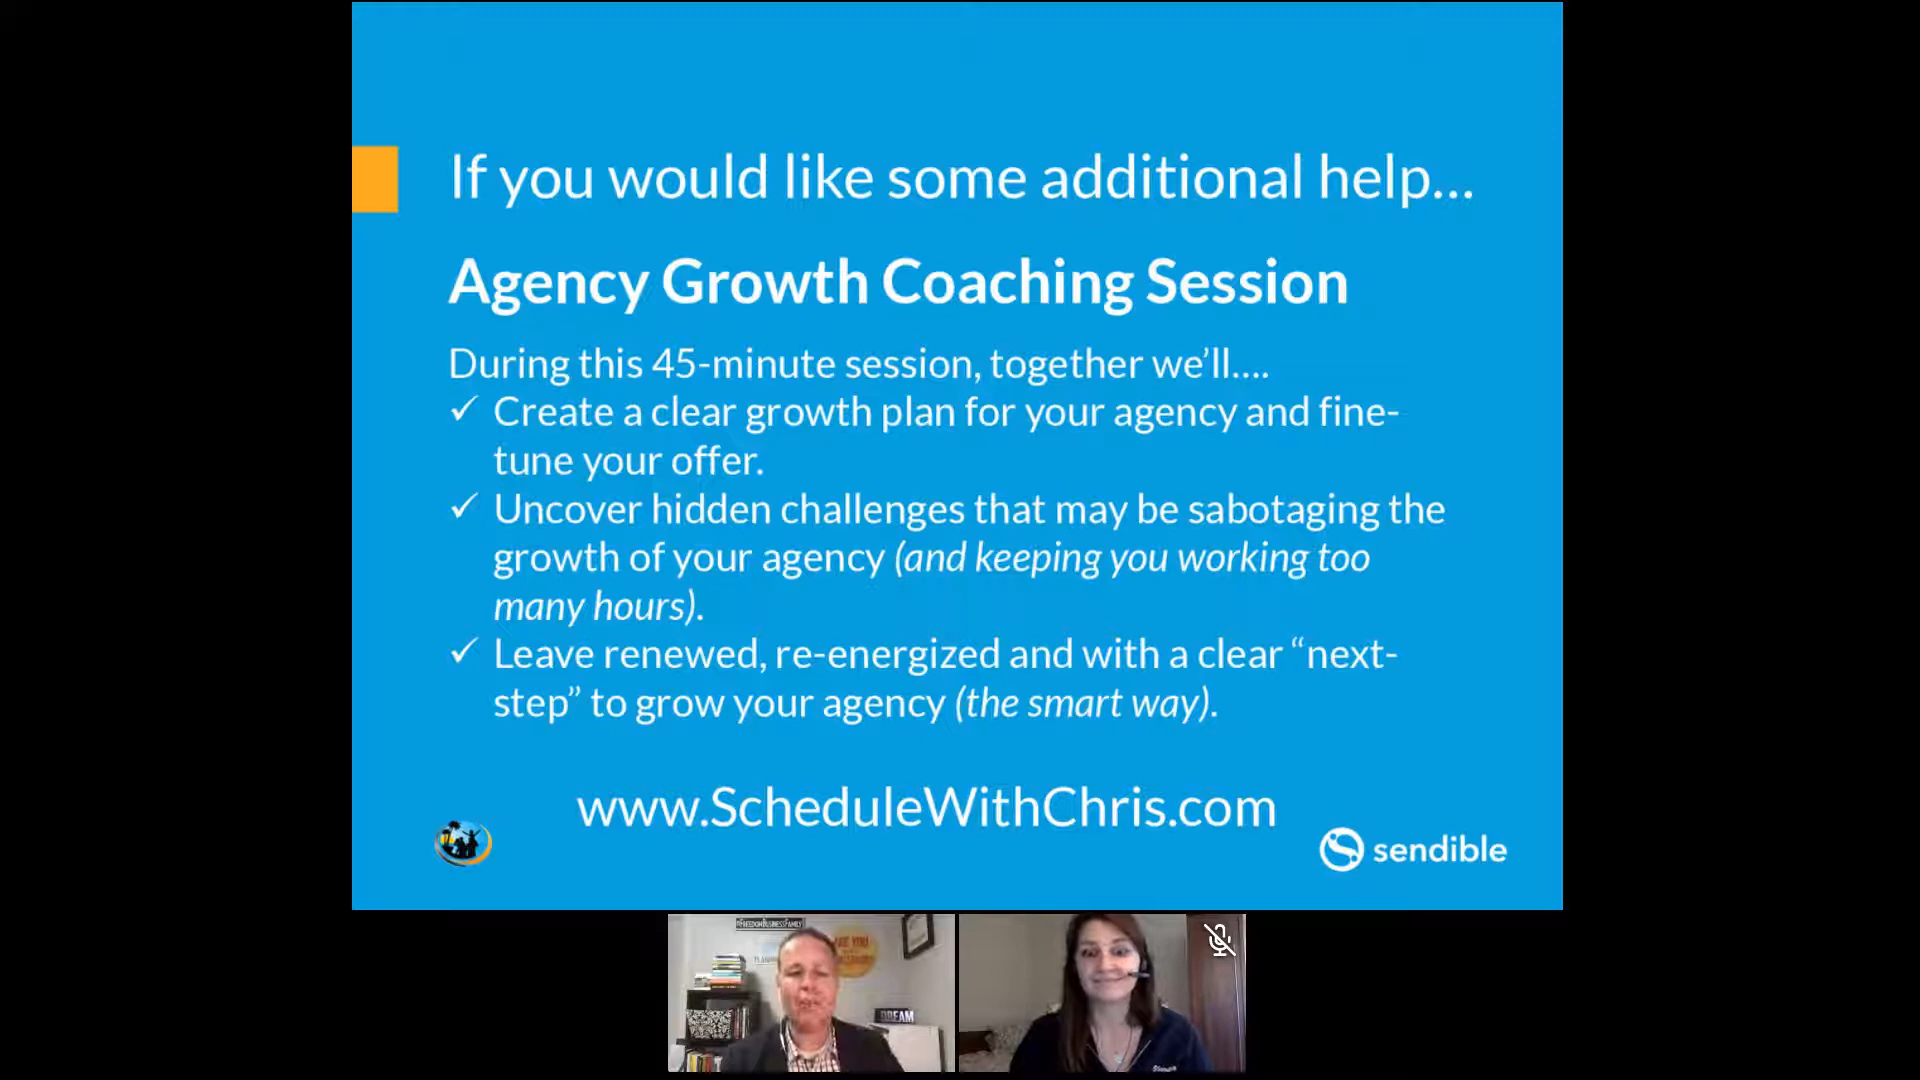 If you would like some additional help...
Agency Growth Coaching Session
During this 45-minute session, together we’ll....
✓ Create a clear growth plan for your agency and fine-
tune your offer.
✓ Uncover hidden challenges that may be sabotaging the
growth of your agency (and keeping you working too
many hours).
✓ Leave renewed, re-energized and with a clear “next-
step” to grow your agency (the smart way).
www.ScheduleWithChris.com
sendible
#FREEDOMBUSINESSFAMILY
ARE YOU
DREAM